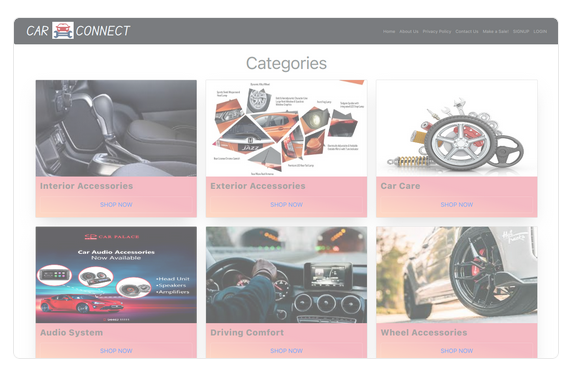 CAR CONNECT
Home About Us Privacy Policy Contact Us Make a Sale! SIGNUP LOGIN
Categories
JAZZ
Interior Accessories
Exterior Accessories
Car Care
SHOP NOW
SHOP NOW
SHOP NOW
CAR PALACE
Car Audio Accessories
Now Available
•Head Unit
•Speakers
•Amplifiers
Audio System
Driving Comfort
Wheel Accessories
SHOP NOW
SHOP NOW
SHOP NOW